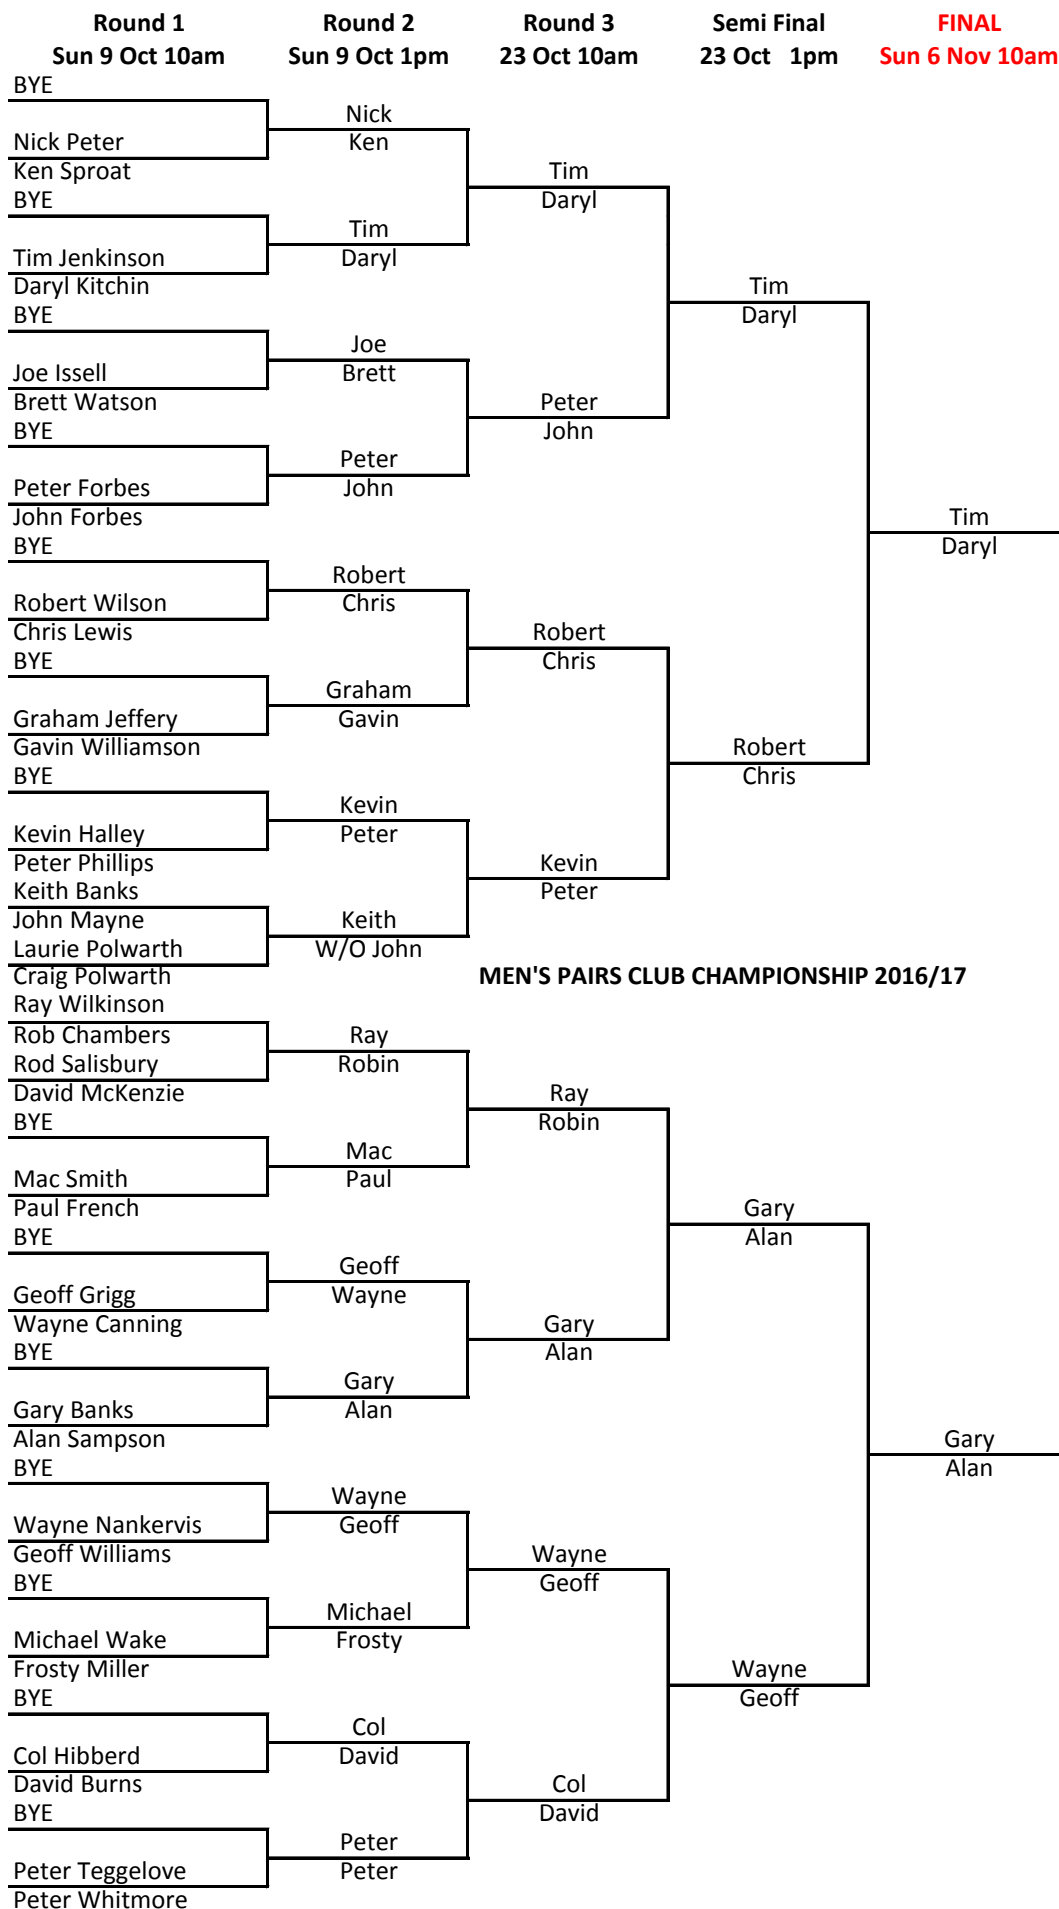 Round 1 Round 2 Round 3 Semi Final FINAL
Sun 9 Oct 10am Sun 9 Oct 1pm 23 Oct 10am 23 Oct 1pm Sun 6 Nov 10am
BYE
Nick
Nick Peter Ken
Ken Sproat Tim
BYE Daryl
Tim
Tim Jenkinson Daryl
Daryl Kitchin Tim
BYE Daryl
Joe
Joe Issell Brett
Brett Watson Peter
BYE John
Peter
Peter Forbes John
John Forbes Tim
BYE Daryl
Robert
Robert Wilson Chris
Chris Lewis Robert
BYE Chris
Graham
Graham Jeffery Gavin
Gavin Williamson Robert
BYE Chris
Kevin
Kevin Halley Peter
Peter Phillips Kevin
Keith Banks Peter
John Mayne Keith
Laurie Polwarth W/O John
Craig Polwarth MEN'S PAIRS CLUB CHAMPIONSHIP 2016/17
Ray Wilkinson
Rob Chambers Ray
Rod Salisbury Robin
David McKenzie Ray
BYE Robin
Mac
Mac Smith Paul
Paul French Gary
BYE Alan
Geoff
Geoff Grigg Wayne
Wayne Canning Gary
BYE Alan
Gary
Gary Banks Alan
Alan Sampson Gary
BYE Alan
Wayne
Wayne Nankervis Geoff
Geoff Williams Wayne
BYE Geoff
Michael
Michael Wake Frosty
Frosty Miller Wayne
BYE Geoff
Col
Col Hibberd David
David Burns Col
BYE David
Peter
Peter Teggelove Peter
Peter Whitmore